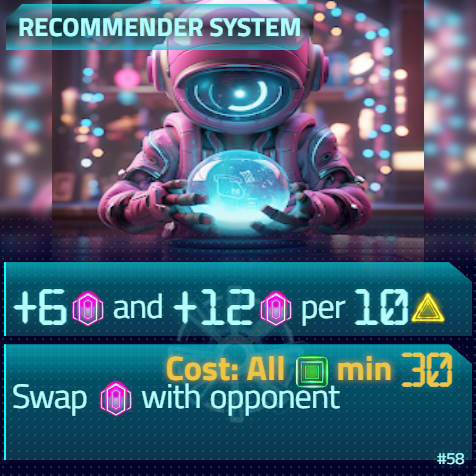 RECOMMENDER SYSTEM
+6 and +12 per 10
Cost: All min 30
Swap with opponent
#58